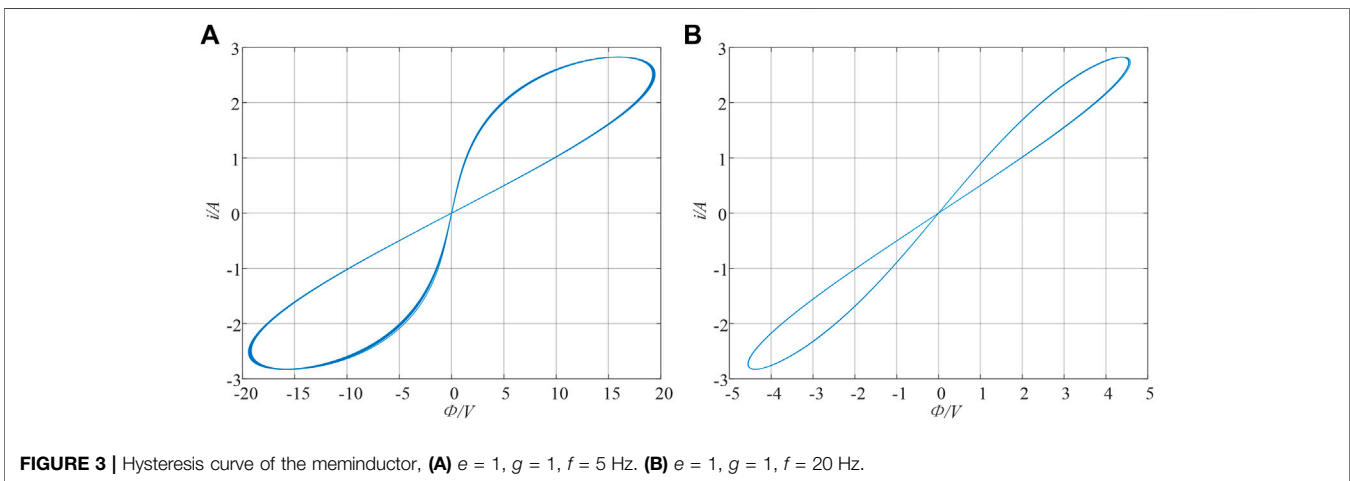 A
3
2
1
0
-1
-2
-3
i/A
-20 -15 -10 -5 0 5 10 15 20
Φ/V
B
3
2
1
0
-1
-2
-3
i/A
-5 -4 -3 -2 -1 0 1 2 3 4 5
Φ/V
FIGURE 3 | Hysteresis curve of the meminductor, (A) e = 1, g = 1, f = 5 Hz. (B) e = 1, g = 1, f = 20 Hz.